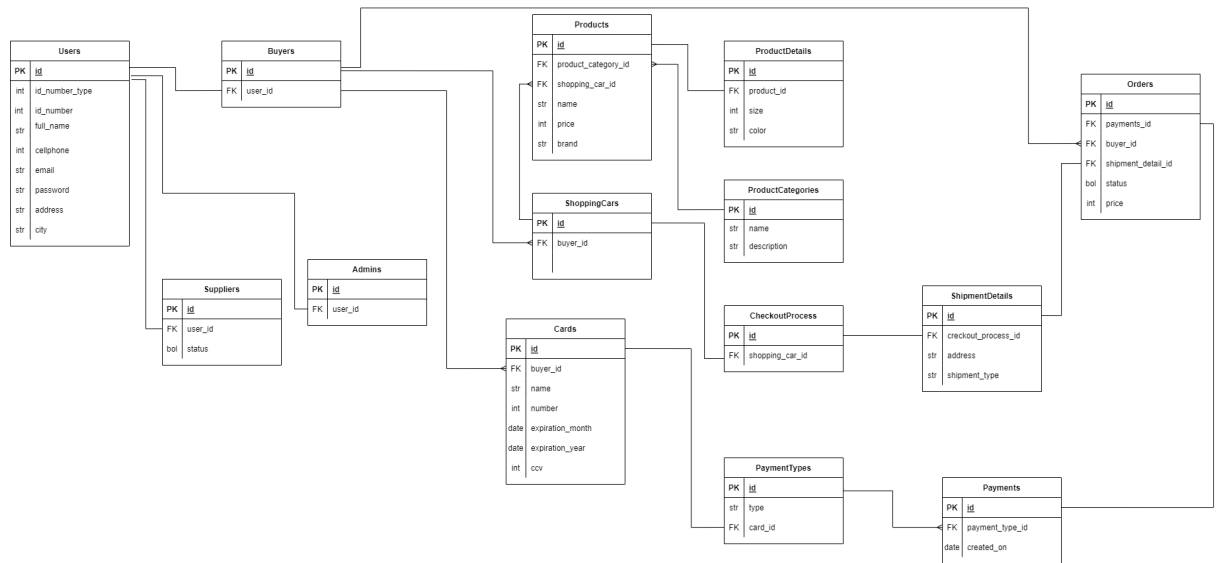 Users
PK id
int id_number_type
int id_number
str full_name
int cellphone
str email
str password
str address
str city
Buyers
PK id
FK user_id
Products
PK id
FK product_category_id
FK shopping_car_id
str name
int price
str brand
ProductDetails
PK id
FK product_id
int size
str color
Orders
PK id
FK payments_id
FK buyer_id
FK shipment_detail_id
bol status
int price
ShoppingCars
PK id
FK buyer_id
ProductCategories
PK id
str name
str description
Suppliers
PK id
FK user_id
bol status
Admins
PK id
FK user_id
Cards
PK id
FK buyer_id
str name
int number
date expiration_month
date expiration_year
int ccv
CheckoutProcess
PK id
FK shopping_car_id
ShipmentDetails
PK id
FK creckout_process_id
str address
str shipment_type
PaymentTypes
PK id
str type
FK card_id
Payments
PK id
FK payment_type_id
date created_on